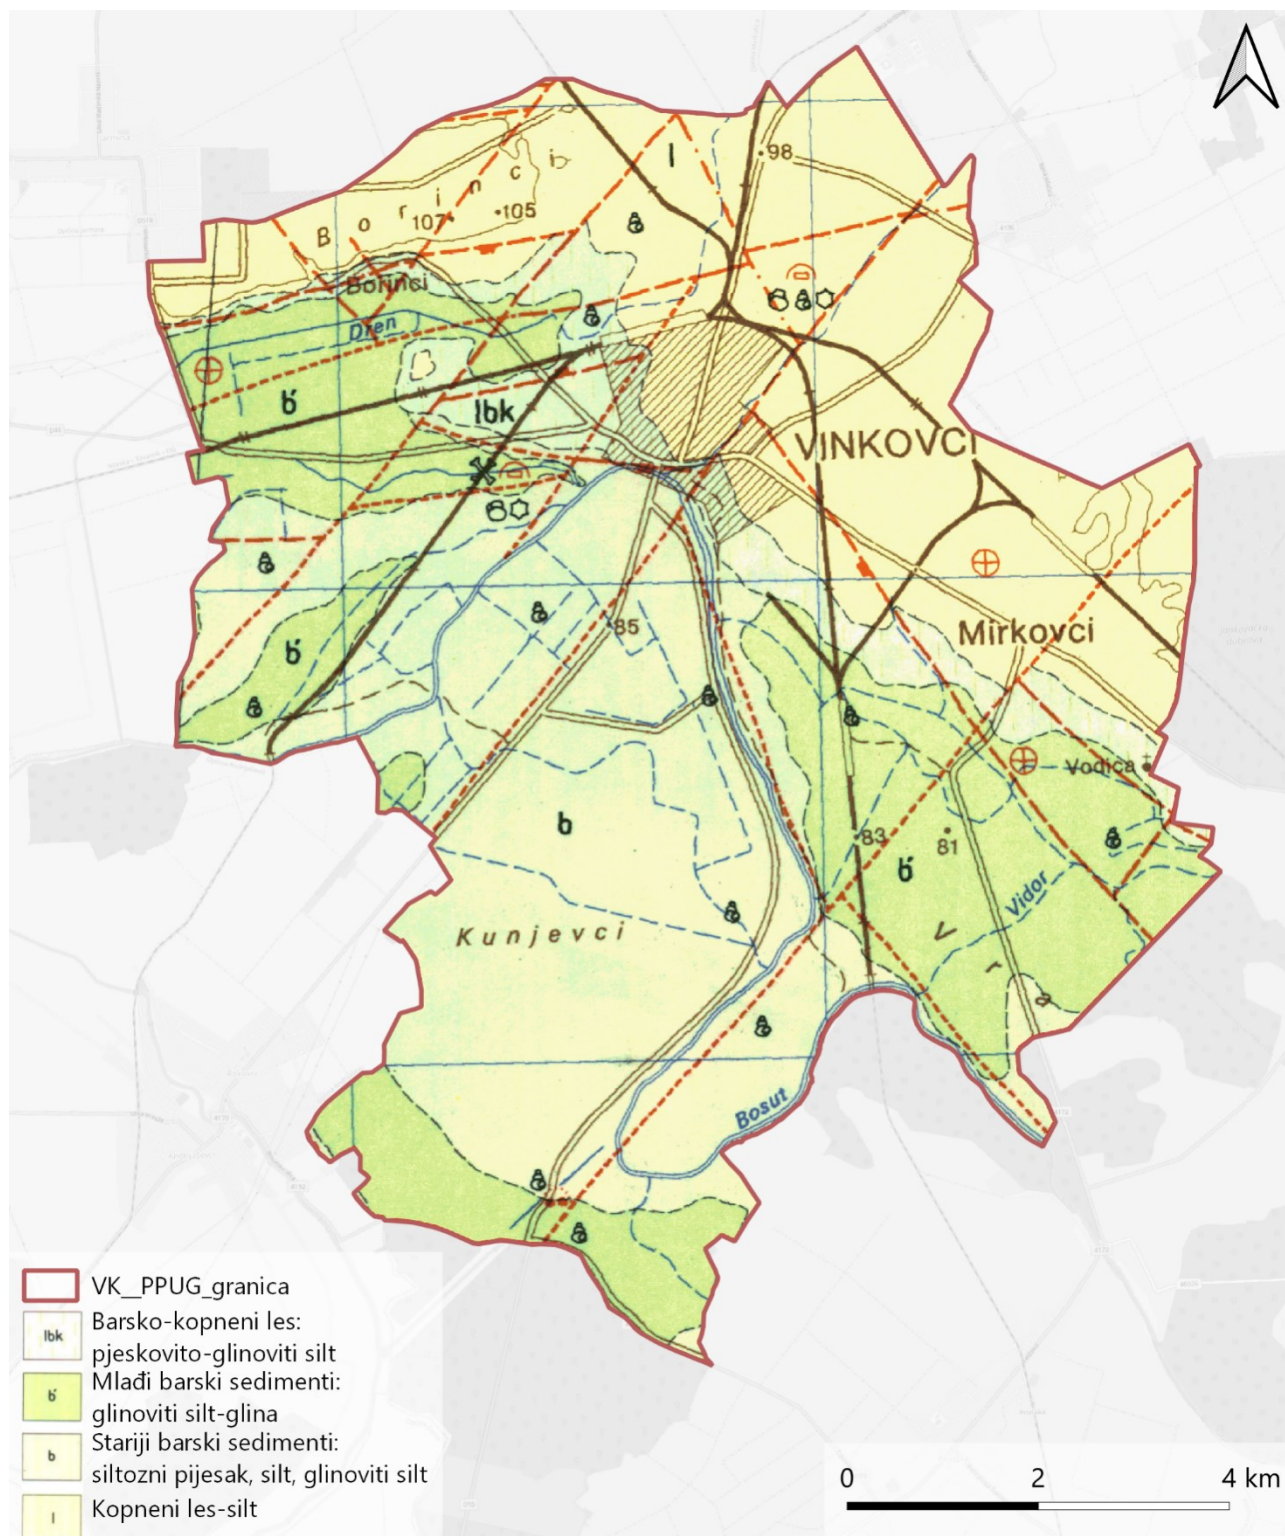 98
l
B o r i n c i
107
105
Borinci
Dren
b́
lbk
VINKOVCI
b́
85
Mirkovci
Vodica
b
83
81
b́
Vidor
Kunjevci
V r a
Bosut
VK_PPUG_granica
lbk
Barsko-kopneni les:
pjeskovito-glinoviti silt
b́
Mlađi barski sedimenti:
glinoviti silt-glina
b
Stariji barski sedimenti:
siltozni pijesak, silt, glinoviti silt
l
Kopneni les-silt
0 2 4 km